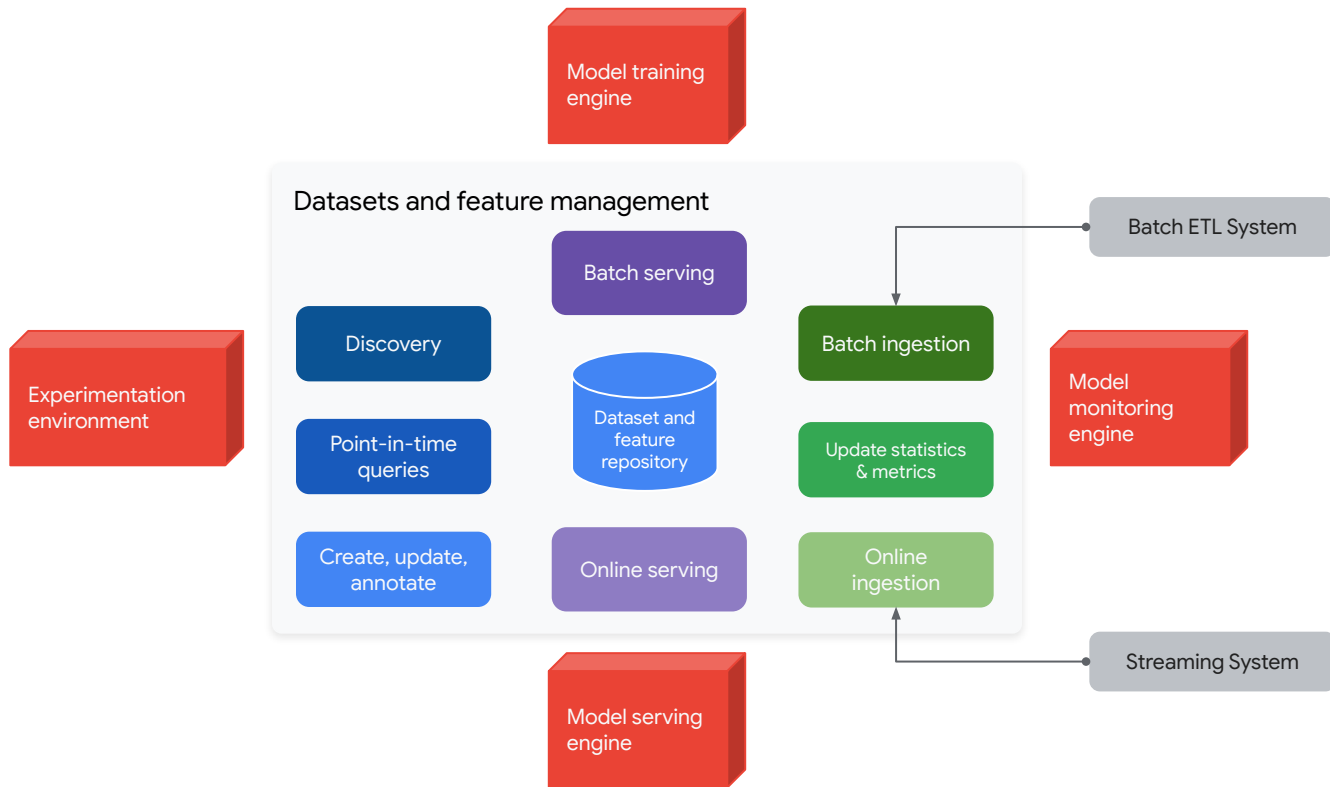 Model training
engine
Datasets and feature management
Batch ETL System
Batch serving
Discovery
Batch ingestion
Experimentation
environment
Dataset and
feature
repository
Model
monitoring
engine
Point-in-time
queries
Update statistics
& metrics
Create, update,
annotate
Online serving
Online
ingestion
Streaming System
Model serving
engine